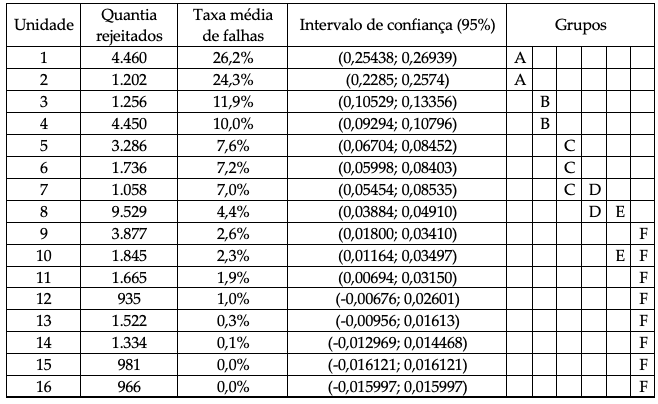 Unidade Quantia rejeitados Taxa média de falhas Intervalo de confiança (95%) Grupos
1 4.460 26,2% (0,25438; 0,26939) A
2 1.202 24,3% (0,2285; 0,2574) A
3 1.256 11,9% (0,10529; 0,13356) B
4 4.450 10,0% (0,09294; 0,10796) B
5 3.286 7,6% (0,06704; 0,08452) C
6 1.736 7,2% (0,05998; 0,08403) C
7 1.058 7,0% (0,05454; 0,08535) C D
8 9.529 4,4% (0,03884; 0,04910) D E
9 3.877 2,6% (0,01800; 0,03410) F
10 1.845 2,3% (0,01164; 0,03497) E F
11 1.665 1,9% (0,00694; 0,03150) F
12 935 1,0% (-0,00676; 0,02601) F
13 1.522 0,3% (-0,00956; 0,01613) F
14 1.334 0,1% (-0,012969; 0,014468) F
15 981 0,0% (-0,016121; 0,016121) F
16 966 0,0% (-0,015997; 0,015997) F